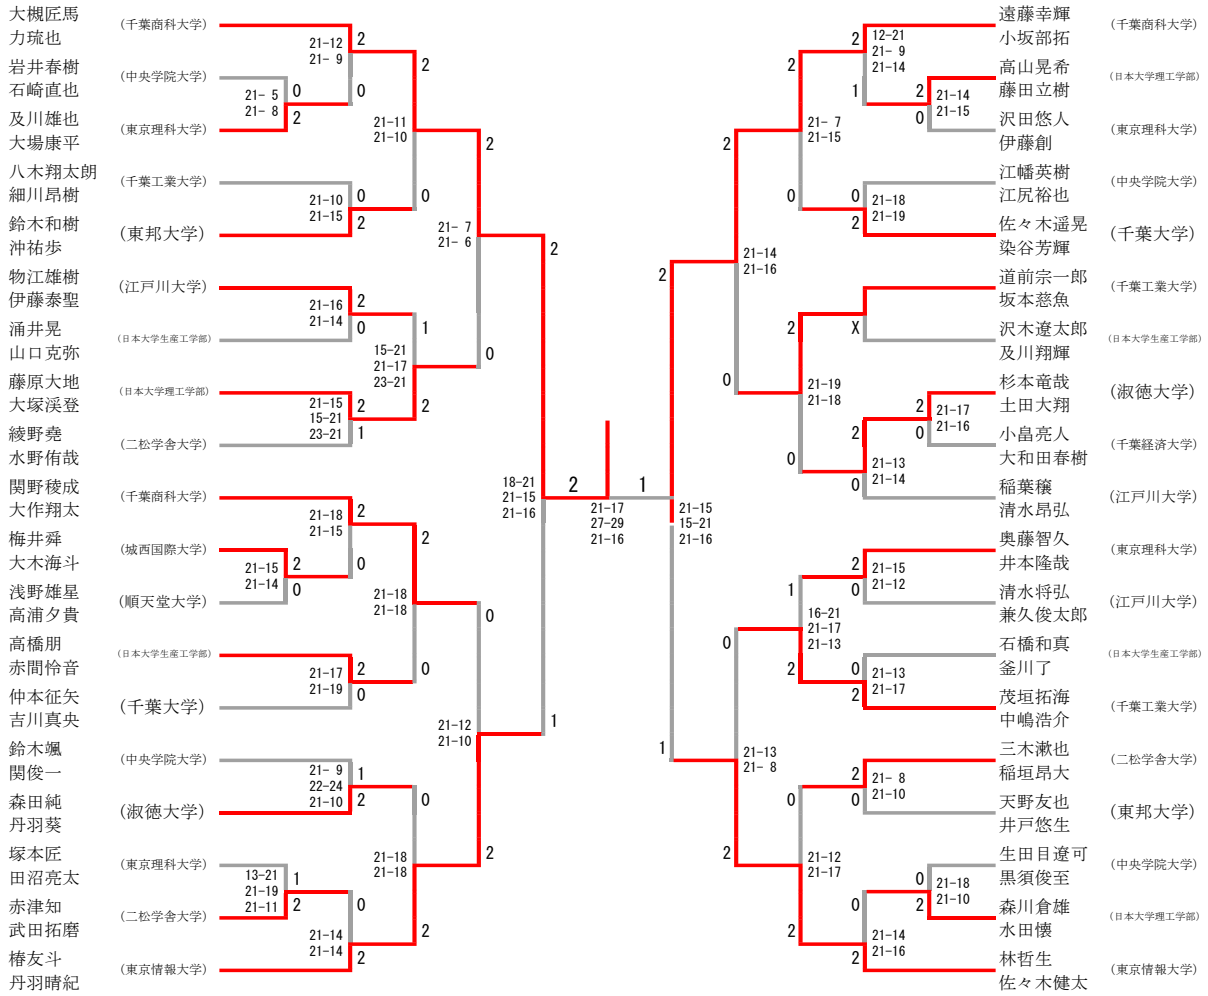 大槻匠馬
力琉也
(千葉商科大学)
岩井春樹
石崎直也
(中央学院大学)
及川雄也
大場康平
(東京理科大学)
八木翔太朗
細川昂樹
(千葉工業大学)
鈴木和樹
沖祐歩
(東邦大学)
物江雄樹
伊藤泰聖
(江戸川大学)
涌井晃
山口克弥
(日本大学生産工学部)
藤原大地
大塚渓登
(日本大学理工学部)
綾野堯
水野侑哉
(二松学舎大学)
関野稜成
大作翔太
(千葉商科大学)
梅井舜
大木海斗
(城西国際大学)
浅野雄星
高浦夕貴
(順天堂大学)
高橋朋
赤間怜音
(日本大学生産工学部)
仲本征矢
吉川真央
(千葉大学)
鈴木颯
関俊一
(中央学院大学)
森田純
丹羽葵
(淑徳大学)
塚本匠
田沼亮太
(東京理科大学)
赤津知
武田拓磨
(二松学舎大学)
椿友斗
丹羽晴紀
(東京情報大学)
21-12
21- 9
2
0
21- 5
21- 8
0
2
21-10
21-15
0
2
21-11
21-10
2
0
21-16
21-14
2
0
21-15
15-21
23-21
2
1
15-21
21-17
23-21
1
2
21- 7
21- 6
2
0
21-18
21-15
2
0
21-15
21-14
2
0
21-17
21-19
2
0
21-18
21-18
2
0
21- 9
22-24
21-10
1
2
13-21
21-19
21-11
1
2
21-14
21-14
0
2
21-18
21-18
0
2
21-12
21-10
0
2
18-21
21-15
21-16
2
1
2
1
21-17
27-29
21-16
21-15
15-21
21-16
2
1
21-14
21-16
2
0
21- 7
21-15
2
0
12-21
21- 9
21-14
2
1
21-14
21-15
2
0
21-18
21-19
0
2
21-19
21-18
2
0
X
21-17
21-16
2
0
21-13
21-14
2
0
21-13
21- 8
0
2
16-21
21-17
21-13
1
2
21-15
21-12
2
0
21-13
21-17
0
2
21-12
21-17
0
2
21- 8
21-10
2
0
21-18
21-10
0
2
21-14
21-16
0
2
遠藤幸輝
小坂部拓
(千葉商科大学)
高山晃希
藤田立樹
(日本大学理工学部)
沢田悠人
伊藤創
(東京理科大学)
江幡英樹
江尻裕也
(中央学院大学)
佐々木遥晃
染谷芳輝
(千葉大学)
道前宗一郎
坂本慈魚
(千葉工業大学)
沢木遼太郎
及川翔輝
(日本大学生産工学部)
杉本竜哉
土田大翔
(淑徳大学)
小畠亮人
大和田春樹
(千葉経済大学)
稲葉穣
清水昂弘
(江戸川大学)
奥藤智久
井本隆哉
(東京理科大学)
清水将弘
兼久俊太郎
(江戸川大学)
石橋和真
釜川了
(日本大学生産工学部)
茂垣拓海
中嶋浩介
(千葉工業大学)
三木漱也
稲垣昂大
(二松学舎大学)
天野友也
井戸悠生
(東邦大学)
生田目遼可
黒須俊至
(中央学院大学)
森川倉雄
水田懐
(日本大学理工学部)
林哲生
佐々木健太
(東京情報大学)